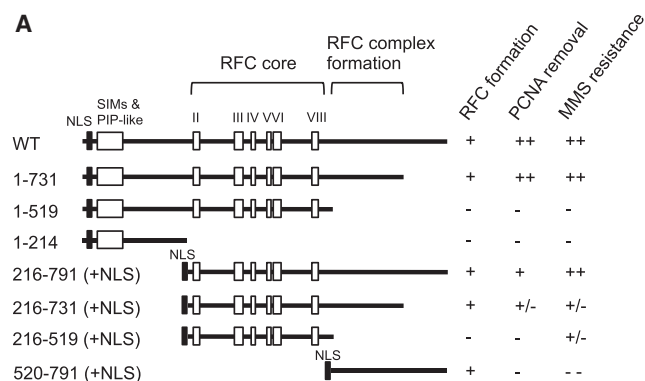 A
RFC core
RFC complex
formation
RFC formation
PCNA removal
MMS resistance
NLS
SIMs &
PIP-like
II III IV V VI VIII
WT + ++ ++
1-731 + ++ ++
1-519 - - -
1-214 - - -
NLS
216-791 (+NLS) + + ++
216-731 (+NLS) + +/- +/-
216-519 (+NLS) - - +/-
NLS
520-791 (+NLS) + - --